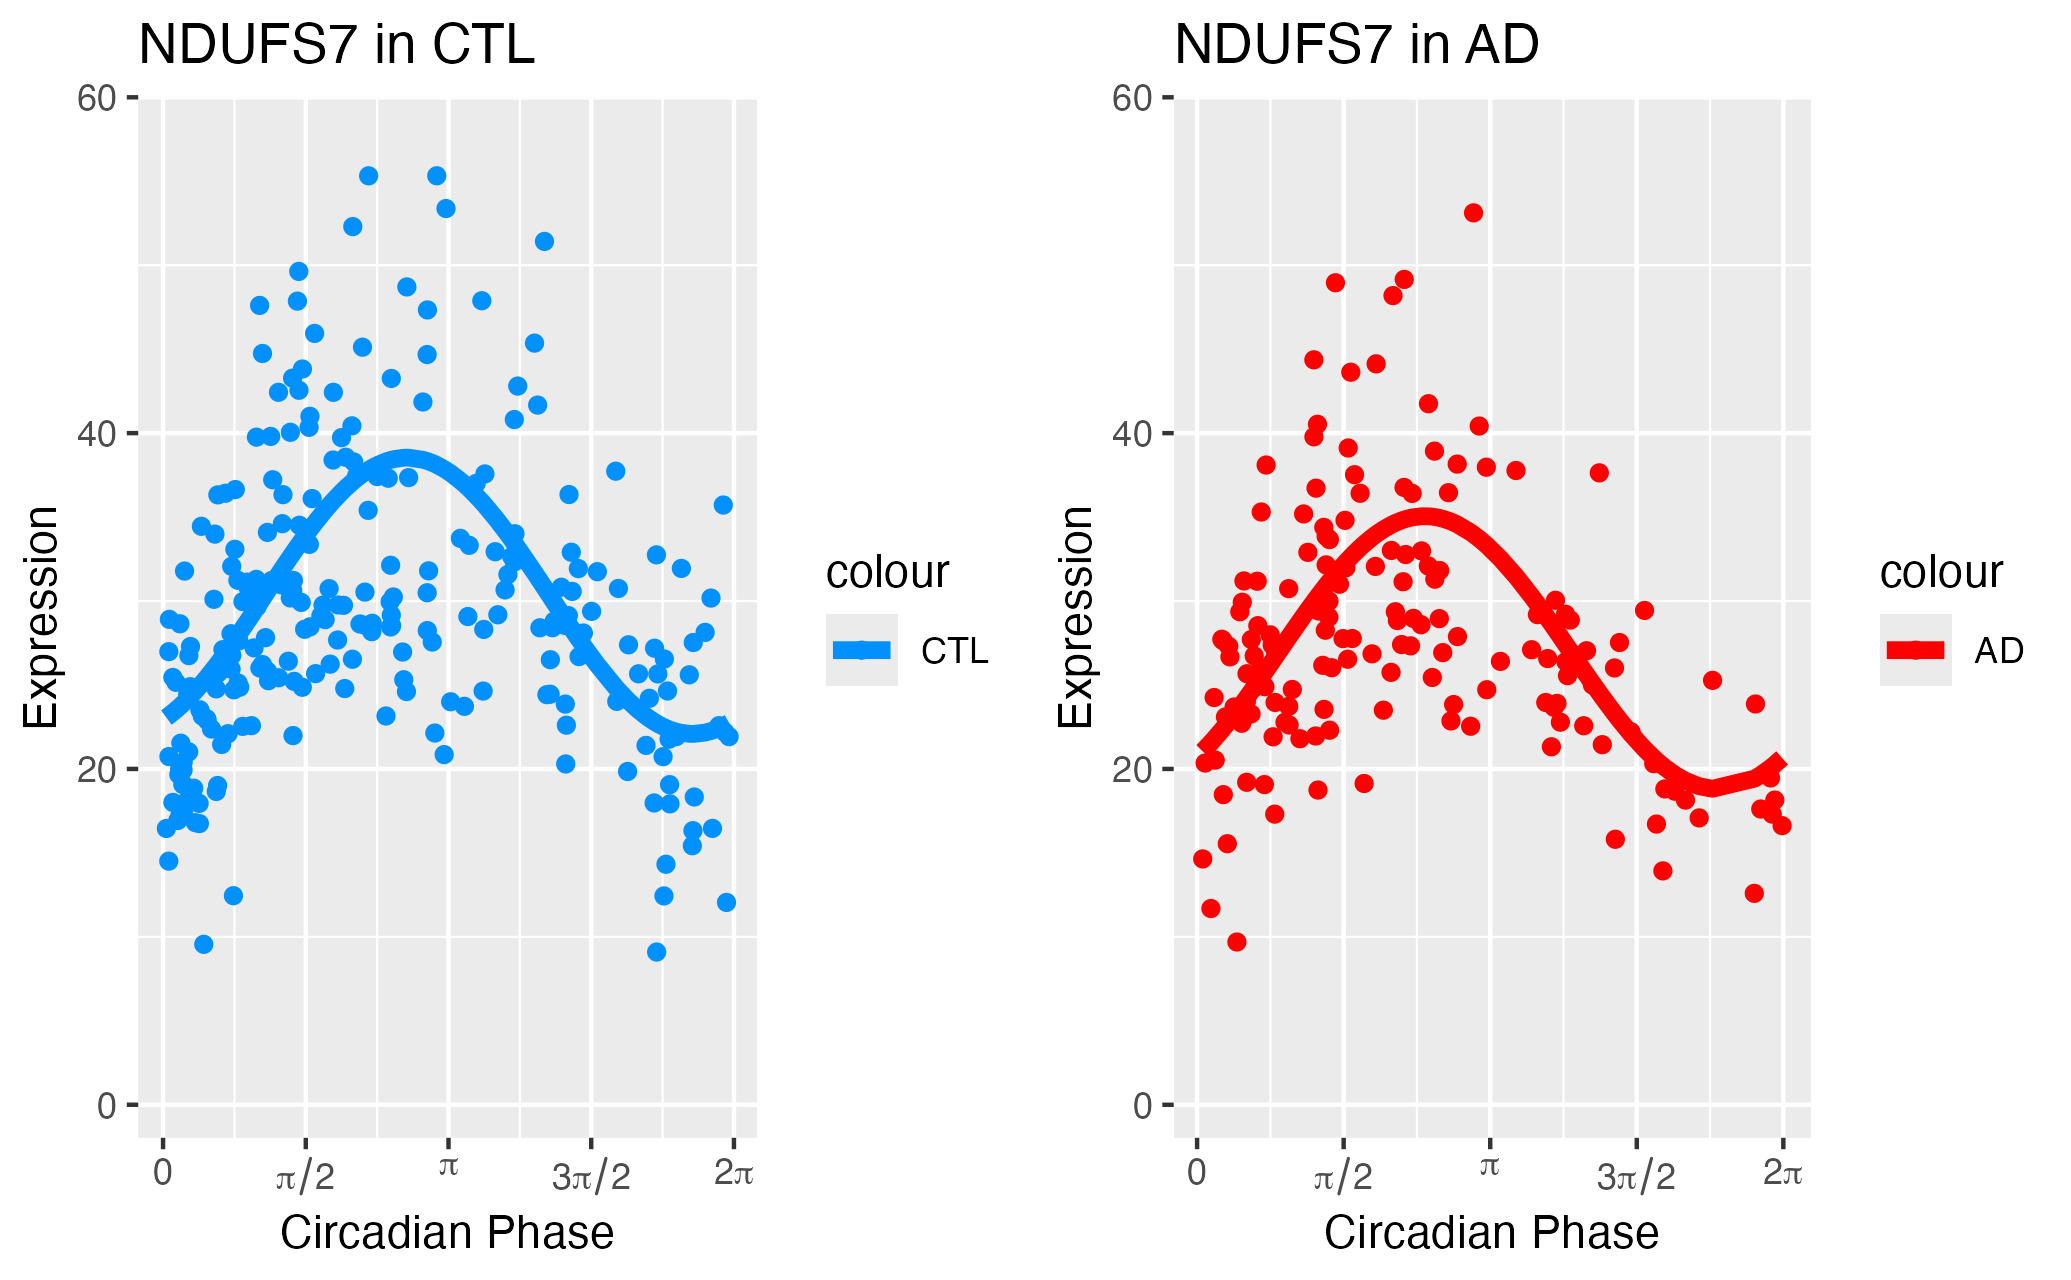 NDUFS7 in CTL
60
40
20
0
Expression
0
π/2
π
3π/2
2π
Circadian Phase
colour
CTL
NDUFS7 in AD
60
40
20
0
Expression
0
π/2
π
3π/2
2π
Circadian Phase
colour
AD